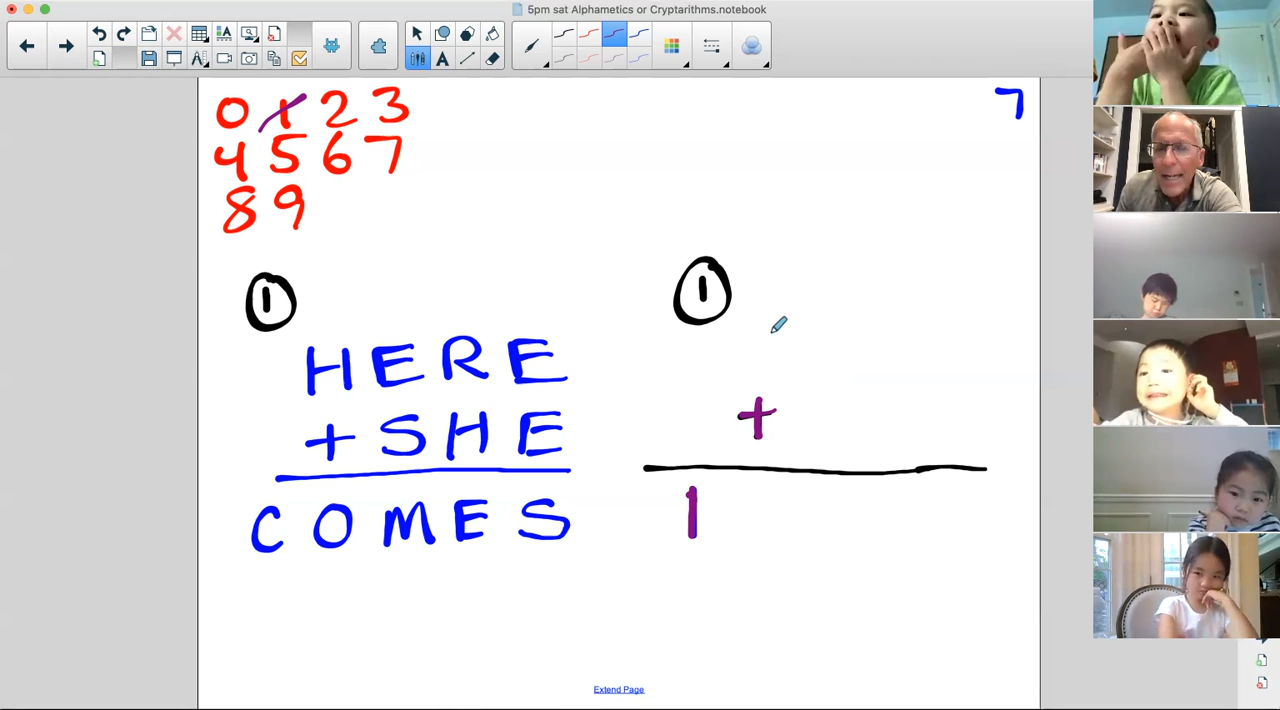 5pm sat Alphametics or Cryptarithms.notebook
0 1 2 3
4 5 6 7
8 9
7
1
HERE
+ SHE
COMES
1
+
1
Extend Page